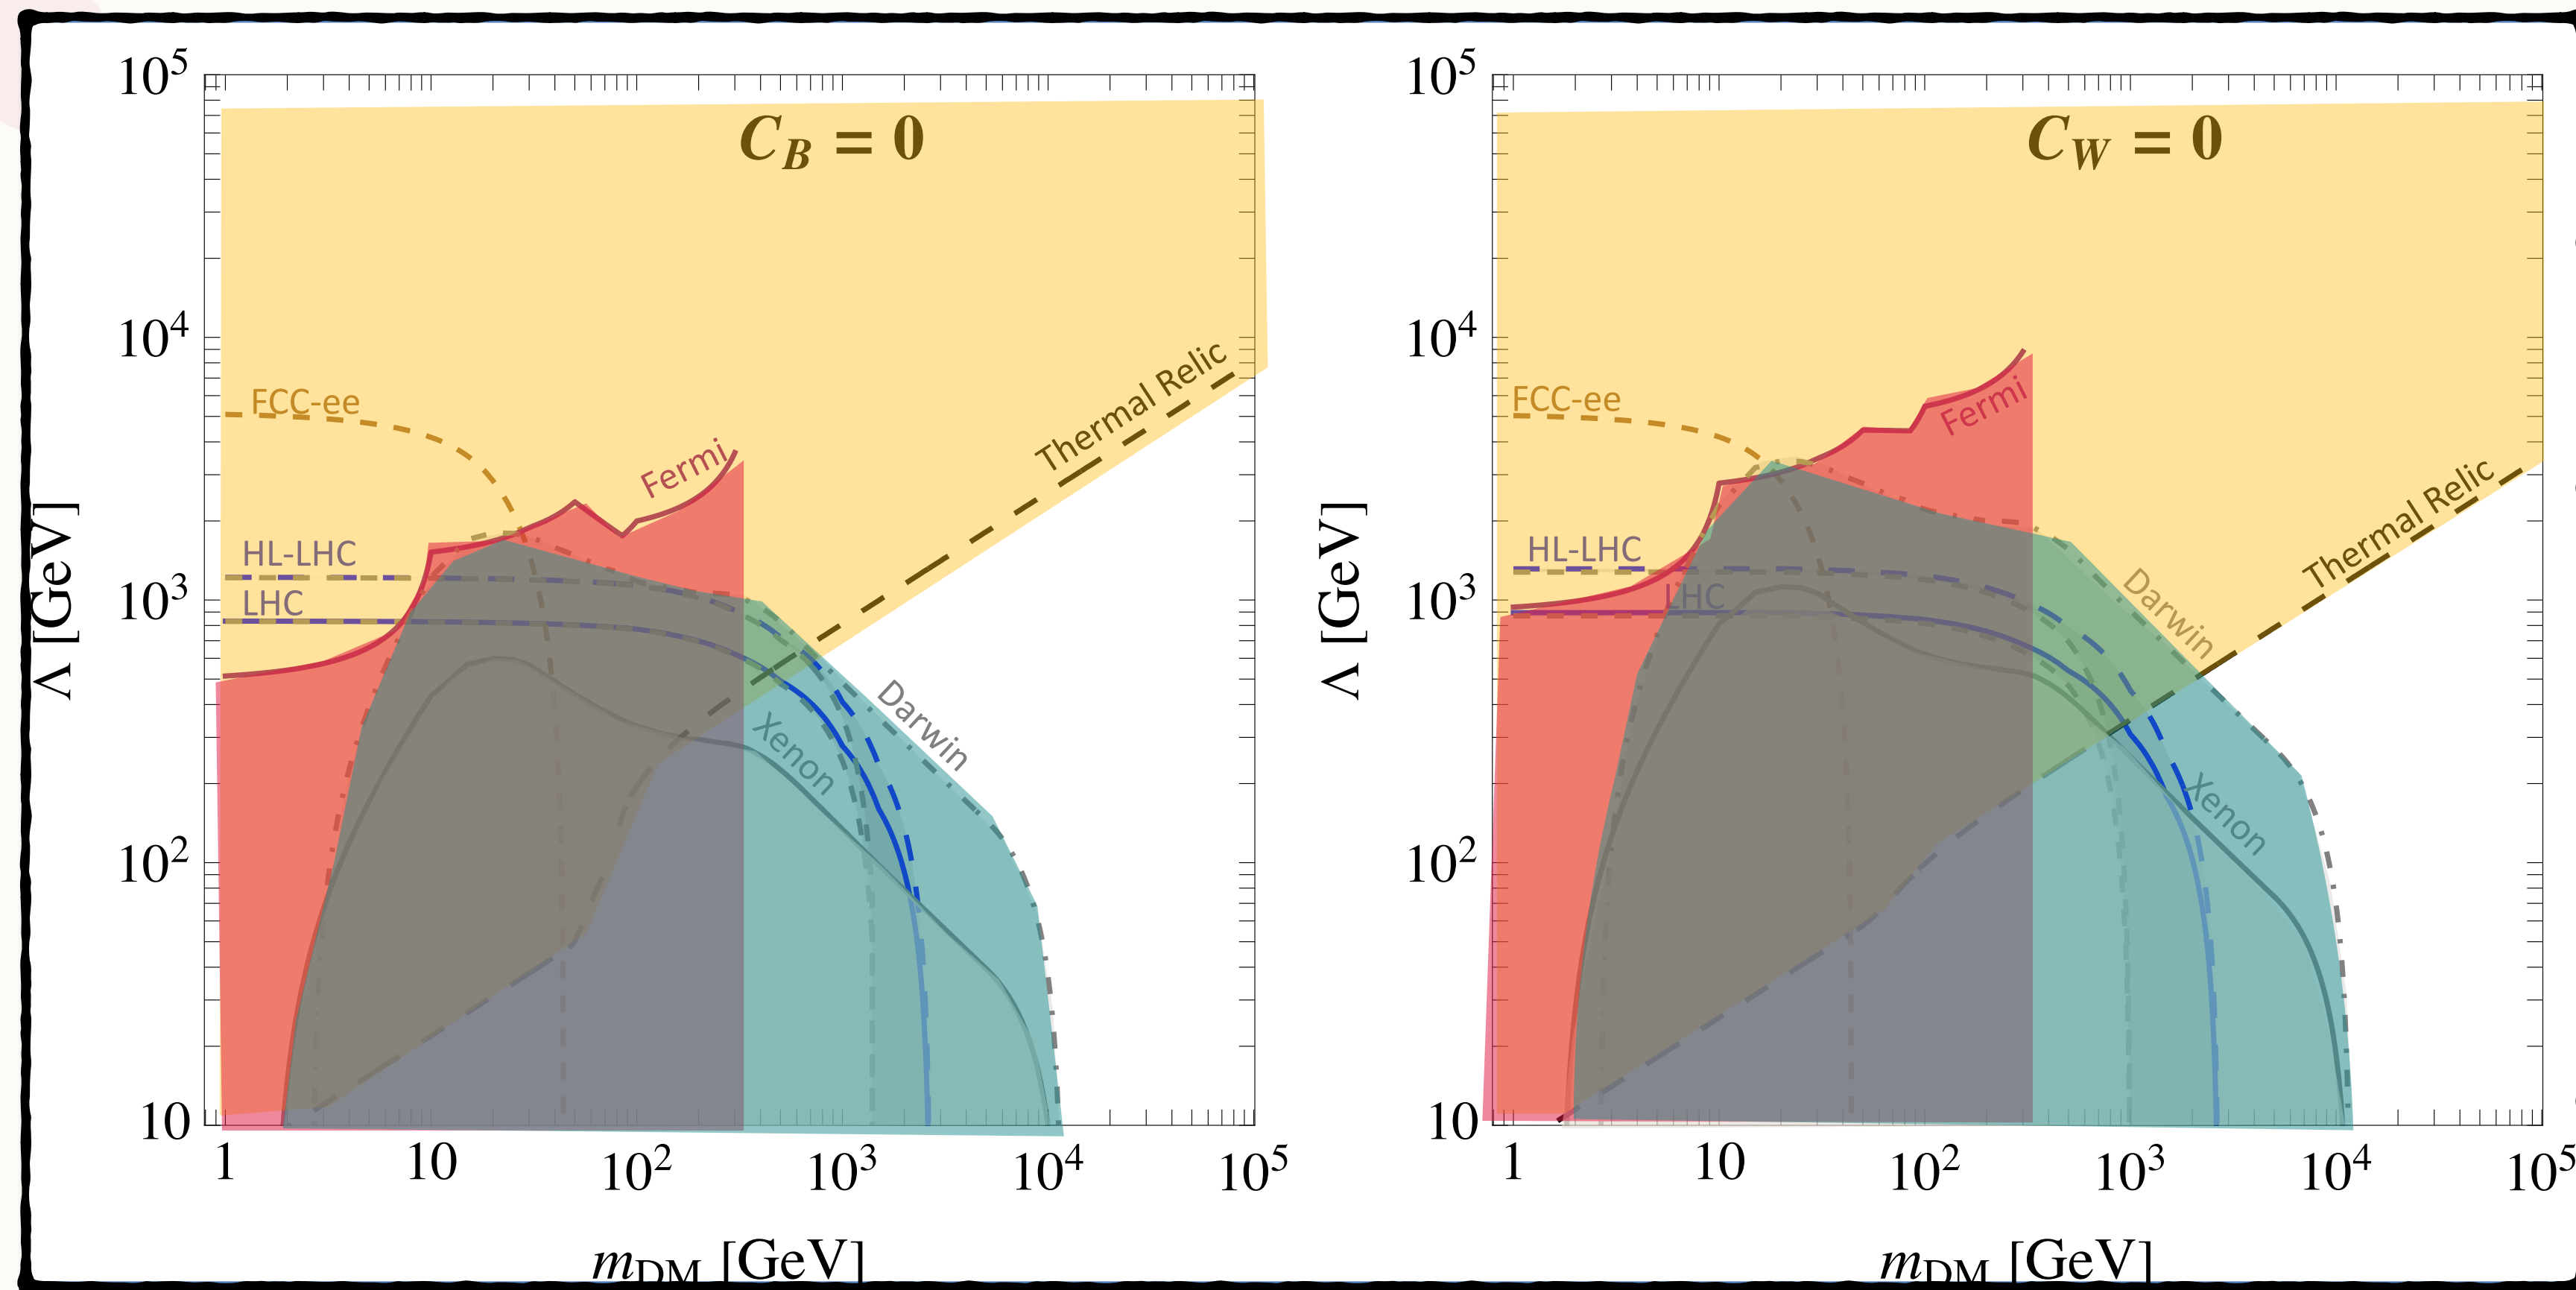 C_B = 0
10^5
10^4
10^3
10^2
10
Λ [GeV]
FCC-ee
HL-LHC
LHC
Fermi
Thermal Relic
Xenon
Darwin
1
10
10^2
10^3
10^4
10^5
m_DM [GeV]
C_W = 0
10^5
10^4
10^3
10^2
10
Λ [GeV]
FCC-ee
HL-LHC
LHC
Fermi
Thermal Relic
Darwin
Xenon
1
10
10^2
10^3
10^4
10^5
m_DM [GeV]